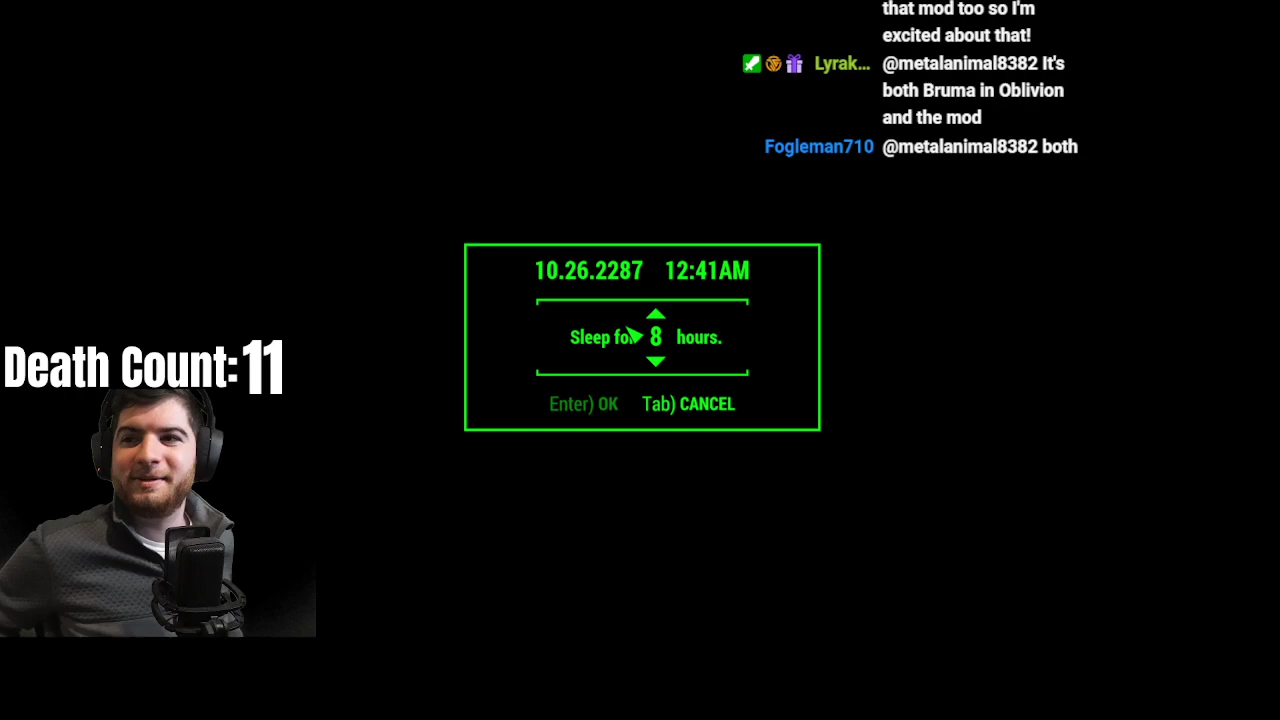 that mod too so I'm
excited about that!
Lyrak... @metalanimal8382 It's
both Bruma in Oblivion
and the mod
Fogleman710 @metalanimal8382 both
10.26.2287 12:41AM
Sleep for 8 hours.
Enter) OK Tab) CANCEL
Death Count: 11